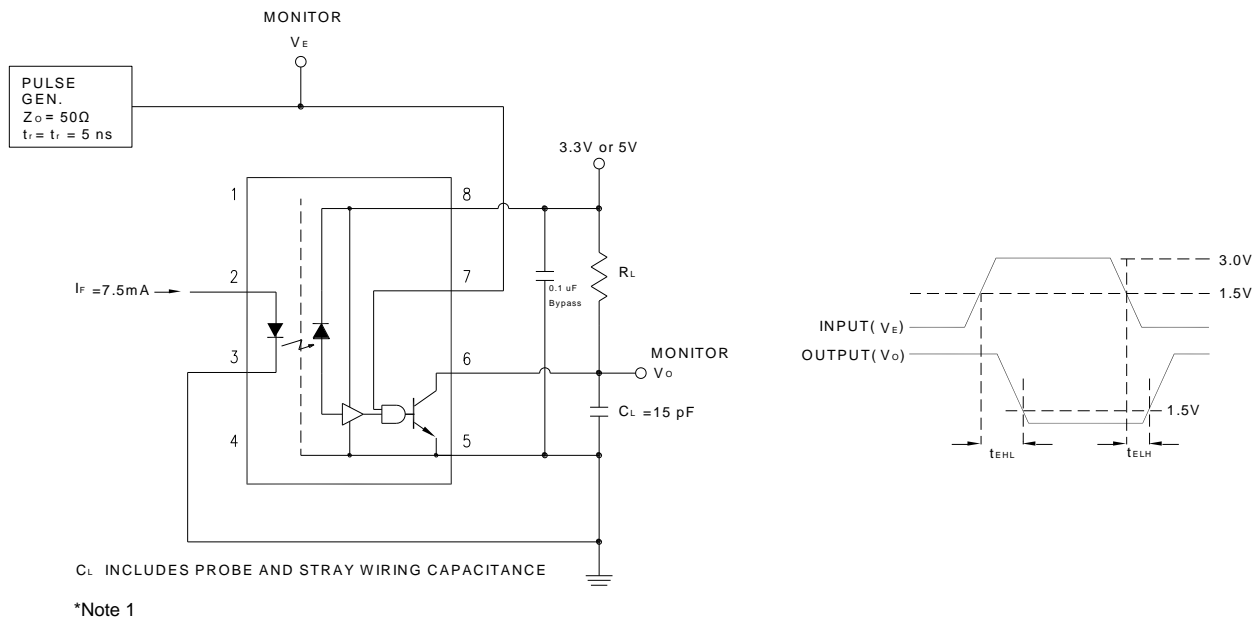 MONITOR
VE
PULSE
GEN.
ZO = 50Ω
tr = tr = 5 ns
3.3V or 5V
1
8
2
7
IF =7.5mA
0.1 uF
Bypass
RL
3
6
MONITOR
VO
CL =15 pF
4
5
CL INCLUDES PROBE AND STRAY WIRING CAPACITANCE
*Note 1
3.0V
1.5V
INPUT(VE)
OUTPUT(VO)
1.5V
tEHL
tELH